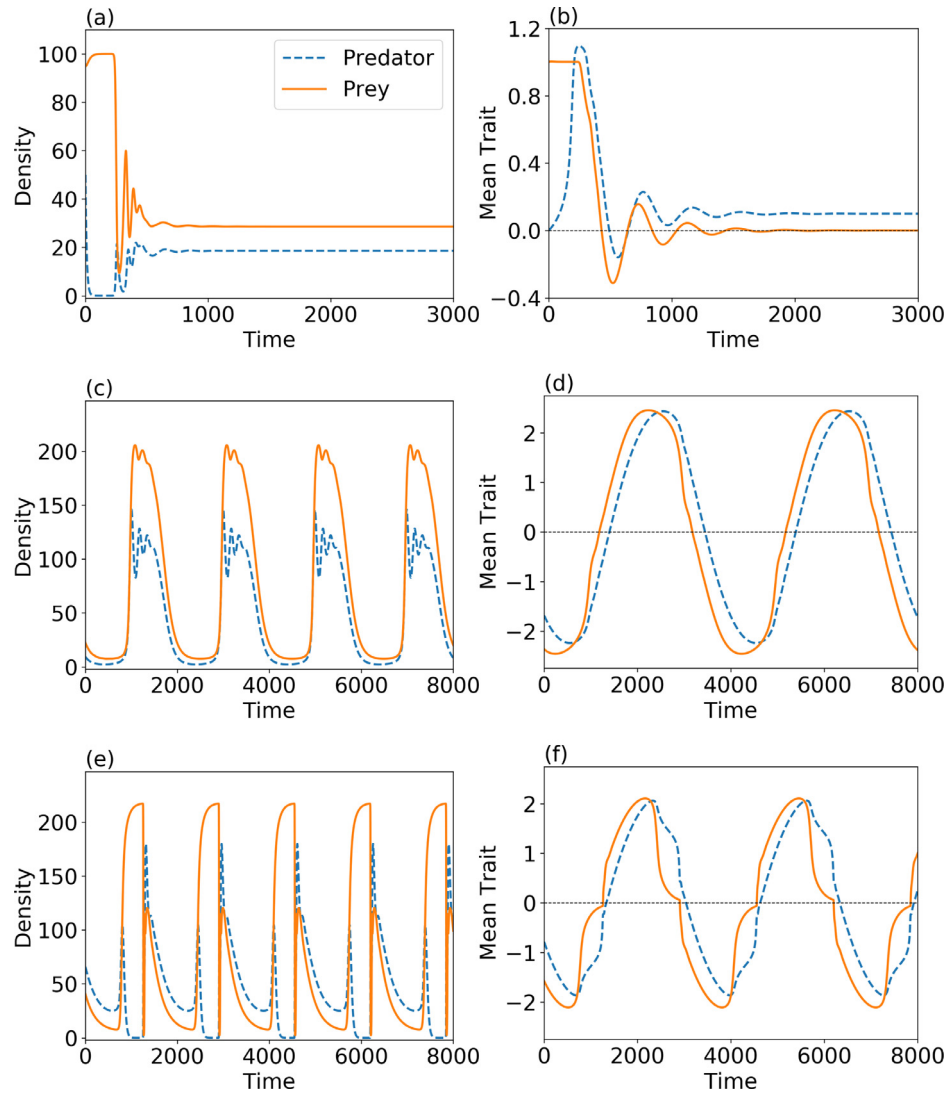 (a)
100
80
60
40
20
0
Density
Predator
Prey
0 1000 2000 3000
Time
(b)
1.2
0.8
0.4
0.0
−0.4
Mean Trait
0 1000 2000 3000
Time
(c)
200
150
100
50
0
Density
0 2000 4000 6000 8000
Time
(d)
2
1
0
−1
−2
Mean Trait
0 2000 4000 6000 8000
Time
(e)
200
150
100
50
0
Density
0 2000 4000 6000 8000
Time
(f)
2
1
0
−1
−2
Mean Trait
0 2000 4000 6000 8000
Time